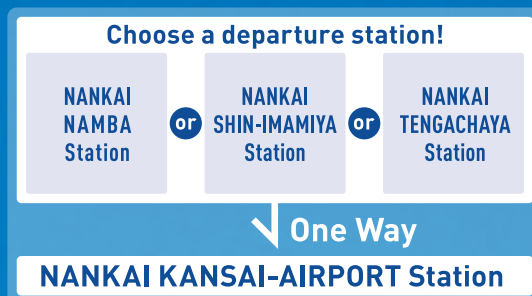 Choose a departure station!
NANKAI
NAMBA
Station
or
NANKAI
SHIN-IMAMIYA
Station
or
NANKAI
TENGACHAYA
Station
One Way
NANKAI KANSAI-AIRPORT Station